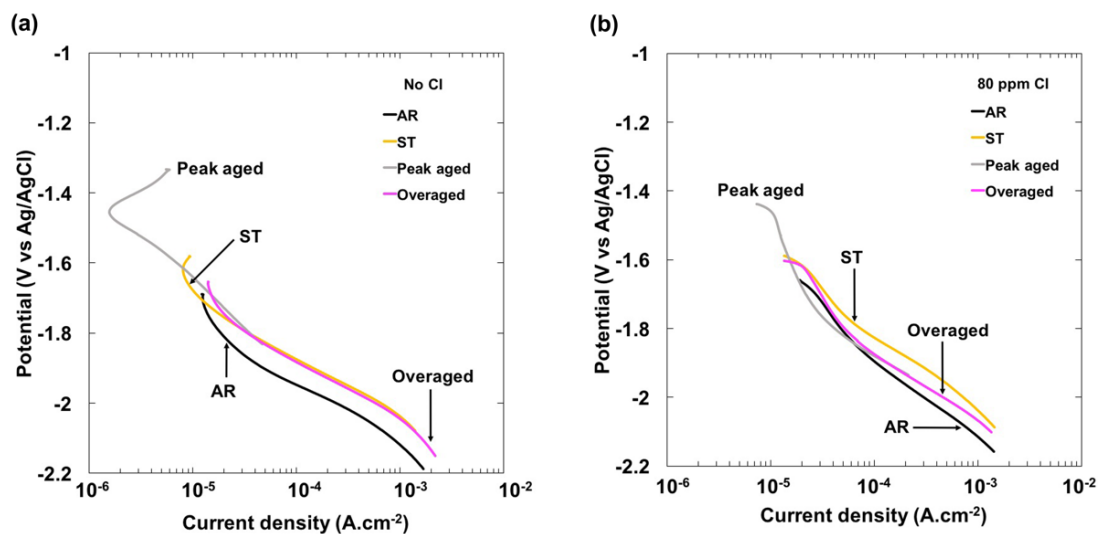 (a)
-1
-1.2
-1.4
-1.6
-1.8
-2
-2.2
Potential (V vs Ag/AgCl)
No Cl
AR
ST
Peak aged
Overaged
Peak aged
ST
AR
Overaged
10-6
10-5
10-4
10-3
10-2
Current density (A.cm-2)
(b)
-1
-1.2
-1.4
-1.6
-1.8
-2
-2.2
Potential (V vs Ag/AgCl)
80 ppm Cl
AR
ST
Peak aged
Overaged
Peak aged
ST
Overaged
AR
10-6
10-5
10-4
10-3
10-2
Current density (A.cm-2)